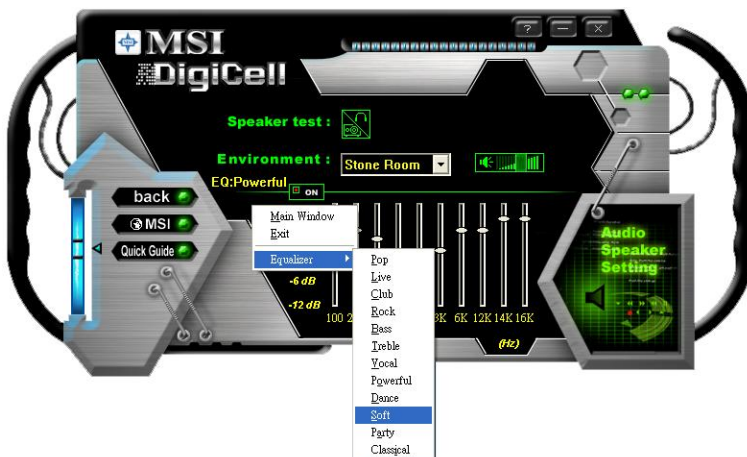 ? — X
MSI
DigiCell
Speaker test :
Environment : Stone Room
EQ:Powerful
ON
back
MSI
Quick Guide
Main Window
Exit
Equalizer
Pop
Live
Club
Rock
Bass
Treble
Vocal
Powerful
Dance
Soft
Party
Classical
-6 dB
-12 dB
100
3K 6K 12K 14K 16K
(Hz)
Audio
Speaker
Setting